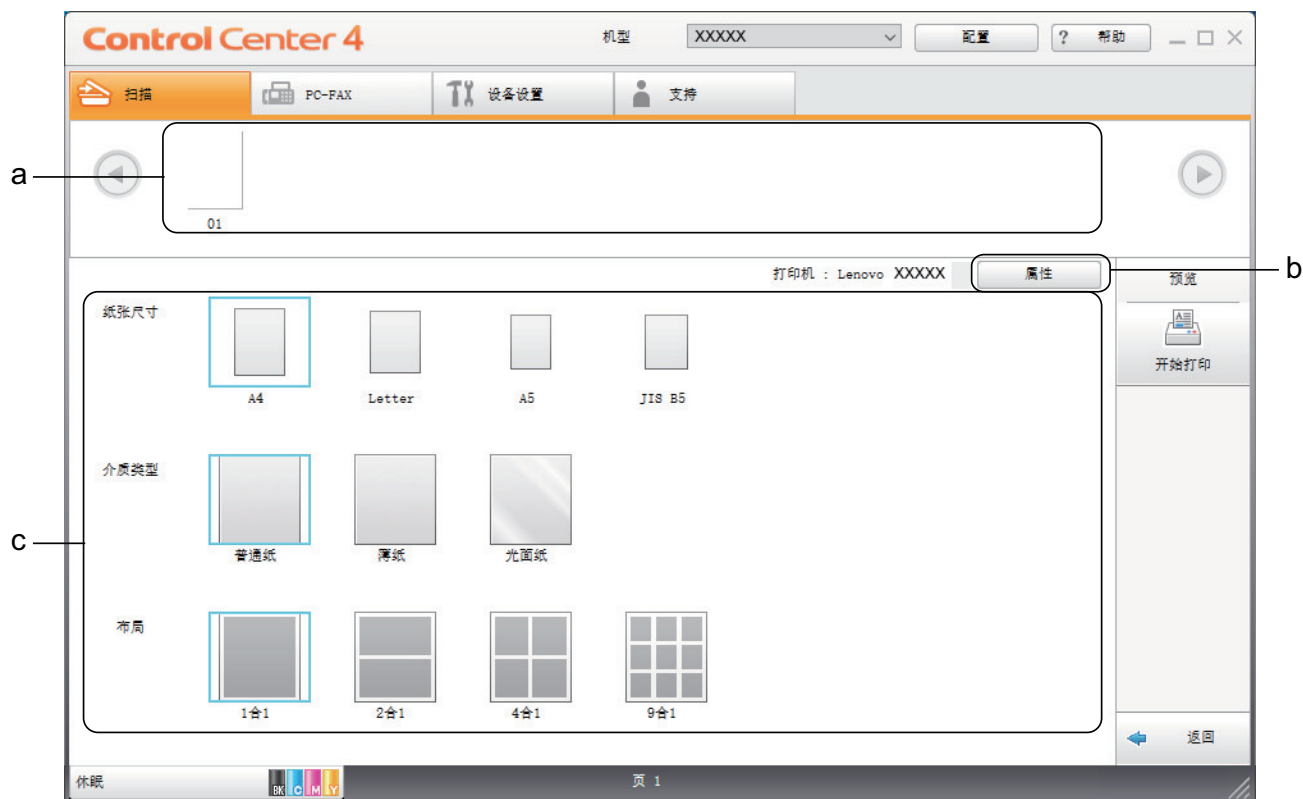 Control Center 4 机型 XXXXX 配置 ? 帮助
扫描 PC-FAX 设备设置 支持
a
01
打印机 : Lenovo XXXXX 属性
b
预览
纸张尺寸
开始打印
A4 Letter A5 JIS B5
介质类型
c
普通纸 薄纸 光面纸
布局
1合1 2合1 4合1 9合1
返回
休眠 BK C M Y 页 1